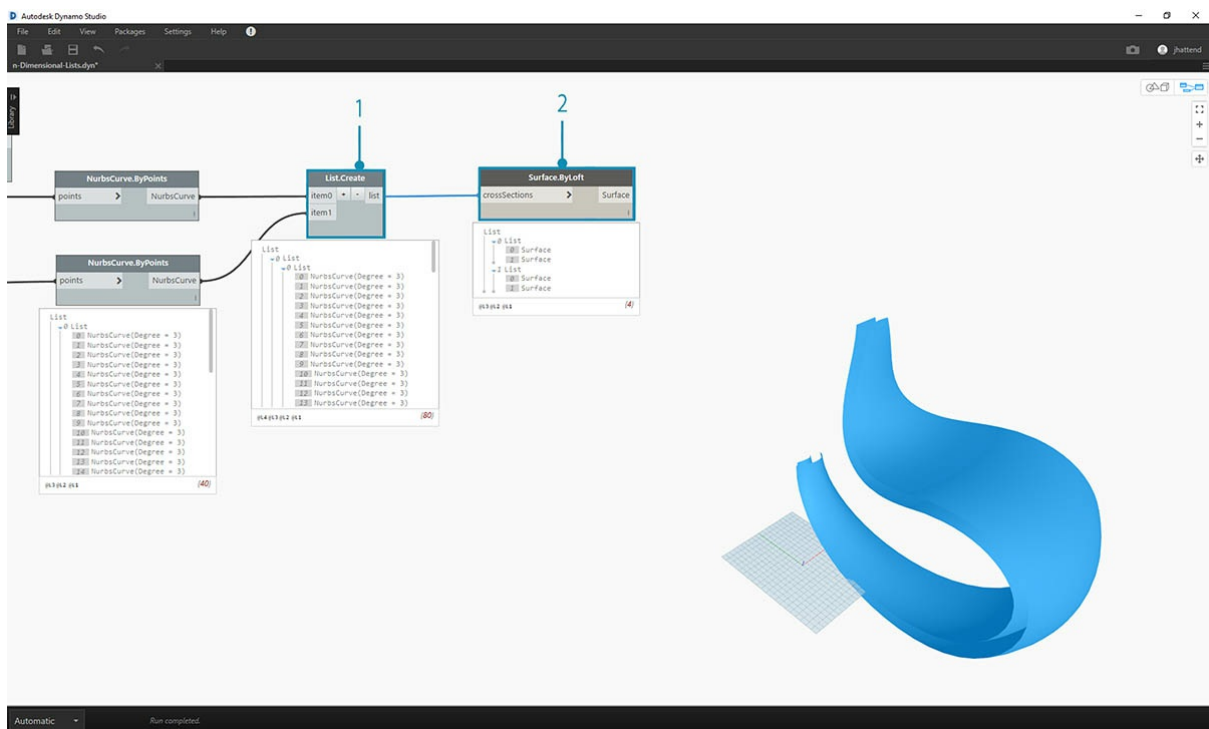 Autodesk Dynamo Studio
File Edit View Packages Settings Help
jhattend
n-Dimensional-Lists.dyn*
Library
1
2
NurbsCurve.ByPoints
points > NurbsCurve
List.Create
item0 + - list
item1
Surface.ByLoft
crossSections > Surface
NurbsCurve.ByPoints
points > NurbsCurve
List
0 List
0 Surface
1 Surface
1 List
0 Surface
1 Surface
@L3 @L2 @L1 (4)
List
0 List
0 List
0 NurbsCurve(Degree = 3)
1 NurbsCurve(Degree = 3)
2 NurbsCurve(Degree = 3)
3 NurbsCurve(Degree = 3)
4 NurbsCurve(Degree = 3)
5 NurbsCurve(Degree = 3)
6 NurbsCurve(Degree = 3)
7 NurbsCurve(Degree = 3)
8 NurbsCurve(Degree = 3)
9 NurbsCurve(Degree = 3)
10 NurbsCurve(Degree = 3)
11 NurbsCurve(Degree = 3)
12 NurbsCurve(Degree = 3)
13 NurbsCurve(Degree = 3)
@L4 @L3 @L2 @L1 (80)
List
0 List
0 NurbsCurve(Degree = 3)
1 NurbsCurve(Degree = 3)
2 NurbsCurve(Degree = 3)
3 NurbsCurve(Degree = 3)
4 NurbsCurve(Degree = 3)
5 NurbsCurve(Degree = 3)
6 NurbsCurve(Degree = 3)
7 NurbsCurve(Degree = 3)
8 NurbsCurve(Degree = 3)
9 NurbsCurve(Degree = 3)
10 NurbsCurve(Degree = 3)
11 NurbsCurve(Degree = 3)
12 NurbsCurve(Degree = 3)
13 NurbsCurve(Degree = 3)
14 NurbsCurve(Degree = 3)
@L3 @L2 @L1 (40)
Automatic Run completed.